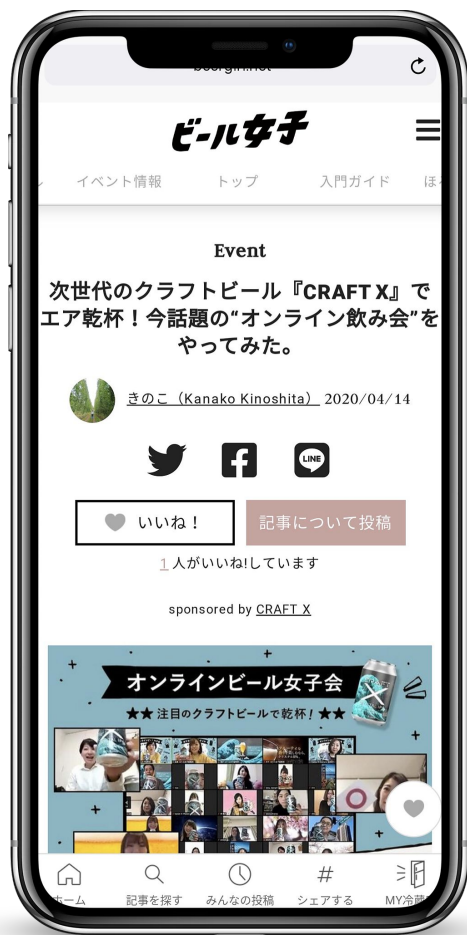 ビール女子
イベント情報
トップ
入門ガイド
Event
次世代のクラフトビール『CRAFT X』で
エア乾杯！今話題の“オンライン飲み会”を
やってみた。
きのこ（Kanako Kinoshita） 2020/04/14
LINE
いいね！
記事について投稿
1 人がいいね!しています
sponsored by CRAFT X
オンラインビール女子会
★★ 注目のクラフトビールで乾杯！ ★★
ホーム
記事を探す
みんなの投稿
#
シェアする